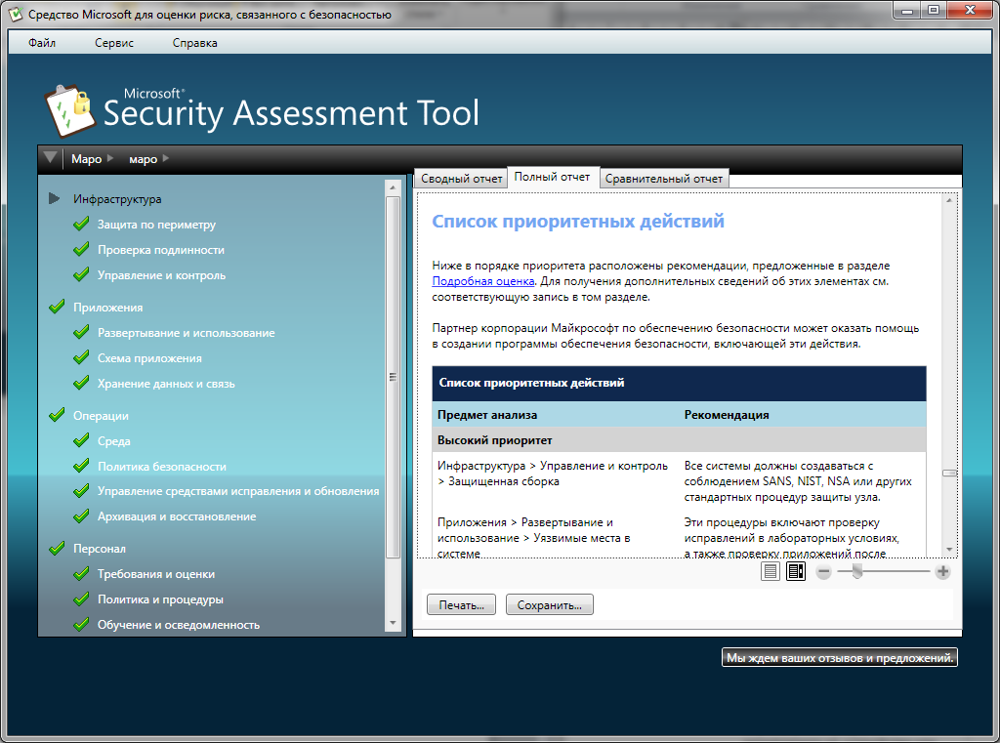 Средство Microsoft для оценки риска, связанного с безопасностью
Файл Сервис Справка
Microsoft®
Security Assessment Tool
Маро маро
Инфраструктура
Защита по периметру
Проверка подлинности
Управление и контроль
Приложения
Развертывание и использование
Схема приложения
Хранение данных и связь
Операции
Среда
Политика безопасности
Управление средствами исправления и обновления
Архивация и восстановление
Персонал
Требования и оценки
Политика и процедуры
Обучение и осведомленность
Сводный отчет Полный отчет Сравнительный отчет
Список приоритетных действий
Ниже в порядке приоритета расположены рекомендации, предложенные в разделе
Подробная оценка. Для получения дополнительных сведений об этих элементах см.
соответствующую запись в том разделе.
Партнер корпорации Майкрософт по обеспечению безопасности может оказать помощь
в создании программы обеспечения безопасности, включающей эти действия.
Список приоритетных действий
Предмет анализа Рекомендация
Высокий приоритет
Инфраструктура > Управление и контроль
> Защищенная сборка
Все системы должны создаваться с
соблюдением SANS, NIST, NSA или других
стандартных процедур защиты узла.
Приложения > Развертывание и
использование > Уязвимые места в
системе
Эти процедуры включают проверку
исправлений в лабораторных условиях,
а также проверку приложений после
Печать... Сохранить...
Мы ждем ваших отзывов и предложений.